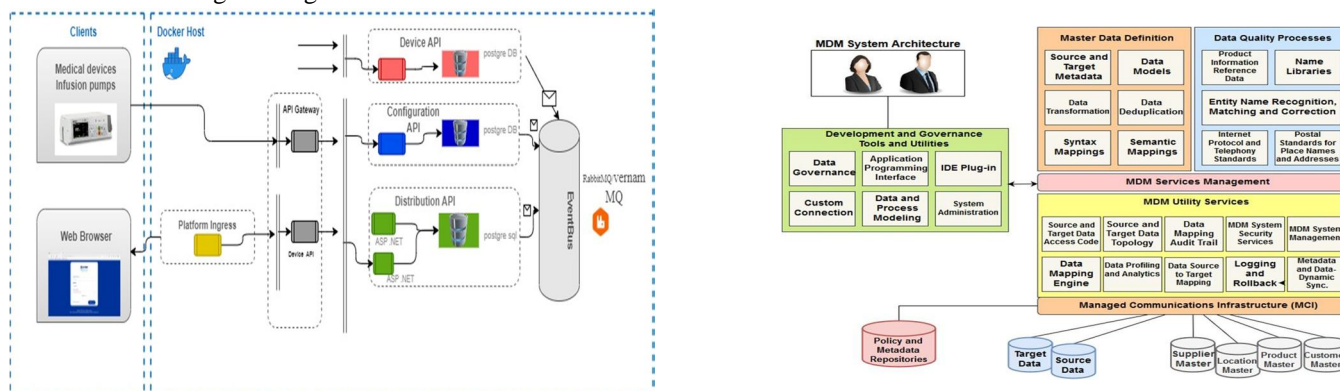 Clients
Medical devices
Infusion pumps
Web Browser
Docker Host
Platform Ingress
API Gateway
Device API
Device API
postgre DB
Configuration
API
postgre DB
Distribution API
ASP .NET
ASP .NET
postgre.sql
EventBus
RabbitMQ/vernam
MQ
MDM System Architecture
Development and Governance
Tools and Utilities
Data
Governance
Application
Programming
Interface
IDE Plug-in
Custom
Connection
Data and
Process
Modeling
System
Administration
Master Data Definition
Source and
Target
Metadata
Data
Models
Data
Transformation
Data
Deduplication
Syntax
Mappings
Semantic
Mappings
Data Quality Processes
Product
Information
Reference
Data
Name
Libraries
Entity Name Recognition,
Matching and Correction
Internet
Protocol and
Telephony
Standards
Postal
Standards for
Place Names
and Addresses
MDM Services Management
MDM Utility Services
Source and
Target Data
Access Code
Source and
Target Data
Topology
Data
Mapping
Audit Trail
MDM System
Security
Services
MDM System
Management
Data
Mapping
Engine
Data Profiling
and Analytics
Data Source
to Target
Mapping
Logging
and
Rollback
Metadata
and Data-
Dynamic
Sync.
Managed Communications Infrastructure (MCI)
Policy and
Metadata
Repositories
Target
Data
Source
Data
Supplier
Master
Location
Master
Product
Master
Custome
Master